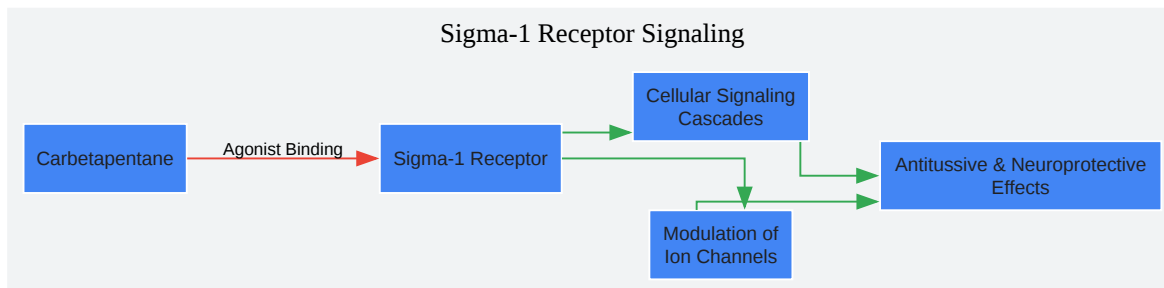 Sigma-1 Receptor Signaling
Cellular Signaling
Cascades
Carbetapentane
Agonist Binding
Sigma-1 Receptor
Antitussive & Neuroprotective
Effects
Modulation of
Ion Channels